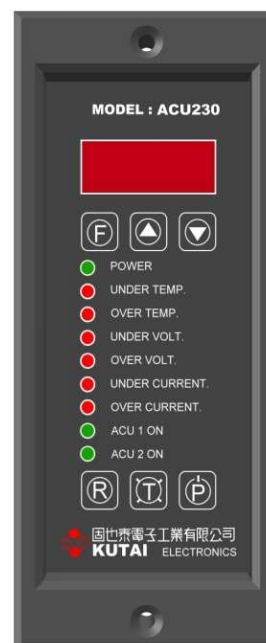 MODEL : ACU230
F
POWER
UNDER TEMP.
OVER TEMP.
UNDER VOLT.
OVER VOLT.
UNDER CURRENT.
OVER CURRENT.
ACU 1 ON
ACU 2 ON
R T P
固也泰電子工業有限公司
KUTAI ELECTRONICS